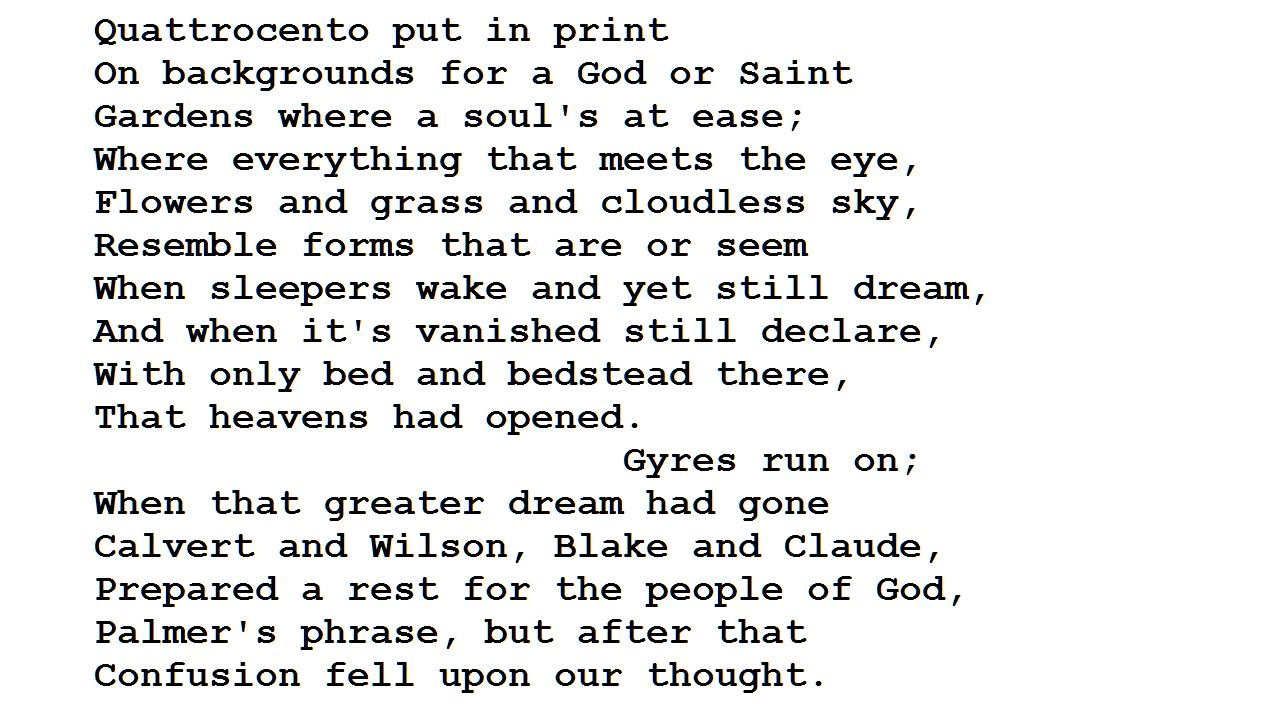 Quattrocento put in print
On backgrounds for a God or Saint
Gardens where a soul's at ease;
Where everything that meets the eye,
Flowers and grass and cloudless sky,
Resemble forms that are or seem
When sleepers wake and yet still dream,
And when it's vanished still declare,
With only bed and bedstead there,
That heavens had opened.
Gyres run on;
When that greater dream had gone
Calvert and Wilson, Blake and Claude,
Prepared a rest for the people of God,
Palmer's phrase, but after that
Confusion fell upon our thought.